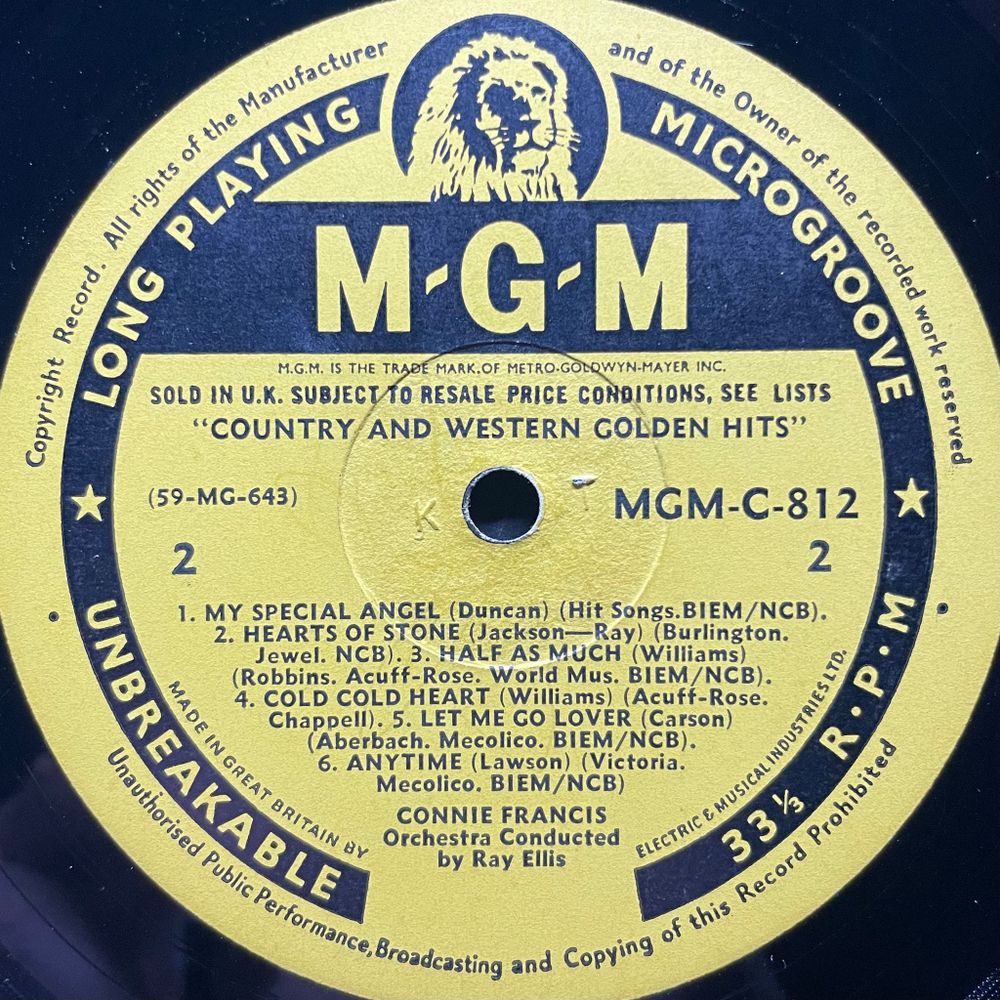 Copyright Record. All rights of the Manufacturer and of the Owner of the recorded work reserved
LONG PLAYING MICROGROOVE
M-G-M
M.G.M. IS THE TRADE MARK.OF METRO-GOLDWYN-MAYER INC.
SOLD IN U.K. SUBJECT TO RESALE PRICE CONDITIONS, SEE LISTS
"COUNTRY AND WESTERN GOLDEN HITS"
(59-MG-643) MGM-C-812
K T
2 2
1. MY SPECIAL ANGEL (Duncan) (Hit Songs.BIEM/NCB).
2. HEARTS OF STONE (Jackson—Ray) (Burlington.
Jewel. NCB). 3. HALF AS MUCH (Williams)
(Robbins. Acuff-Rose. World Mus. BIEM/NCB).
4. COLD COLD HEART (Williams) (Acuff-Rose.
Chappell). 5. LET ME GO LOVER (Carson)
(Aberbach. Mecolico. BIEM/NCB).
6. ANYTIME (Lawson) (Victoria.
Mecolico. BIEM/NCB)
CONNIE FRANCIS
Orchestra Conducted
by Ray Ellis
MADE IN GREAT BRITAIN BY ELECTRIC & MUSICAL INDUSTRIES LTD.
UNBREAKABLE 33⅓ R·P·M
Unauthorised Public Performance, Broadcasting and Copying of this Record Prohibited